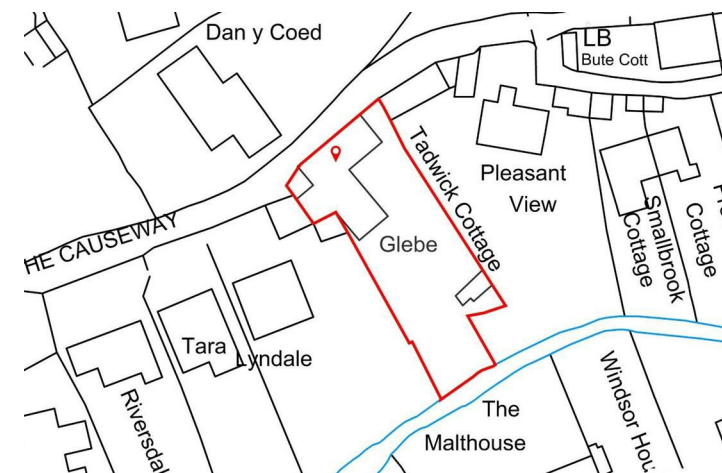 Dan y Coed
LB
Bute Cott
Tadwick Cottage
Pleasant
View
Smallbrook
Cottage
Cottage
HE CAUSEWAY
Glebe
Tara
Lyndale
Riversda
The
Malthouse
Windsor Hou